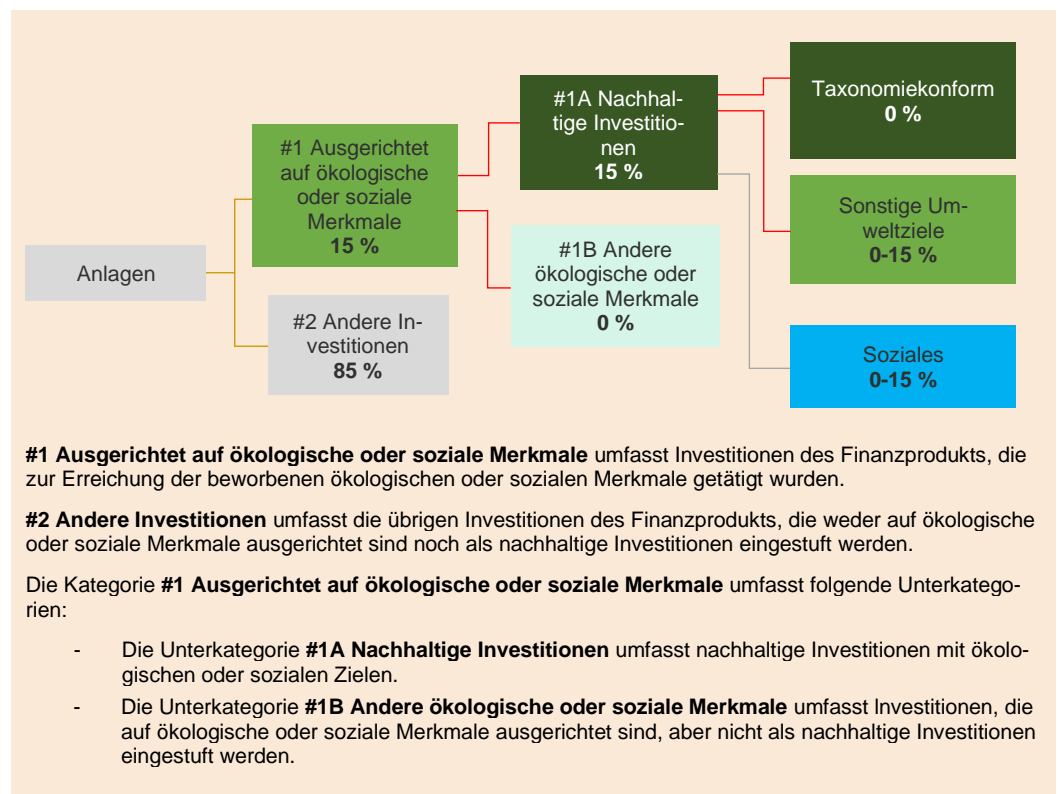 Anlagen
#1 Ausgerichtet
auf ökologische
oder soziale
Merkmale
15 %
#2 Andere In-
vestitionen
85 %
#1A Nachhal-
tige Investitio-
nen
15 %
#1B Andere
ökologische oder
soziale Merkmale
0 %
Taxonomiekonform
0 %
Sonstige Um-
weltziele
0-15 %
Soziales
0-15 %
#1 Ausgerichtet auf ökologische oder soziale Merkmale umfasst Investitionen des Finanzprodukts, die
zur Erreichung der beworbenen ökologischen oder sozialen Merkmale getätigt wurden.
#2 Andere Investitionen umfasst die übrigen Investitionen des Finanzprodukts, die weder auf ökologische
oder soziale Merkmale ausgerichtet sind noch als nachhaltige Investitionen eingestuft werden.
Die Kategorie #1 Ausgerichtet auf ökologische oder soziale Merkmale umfasst folgende Unterkatego-
rien:
- Die Unterkategorie #1A Nachhaltige Investitionen umfasst nachhaltige Investitionen mit ökolo-
gischen oder sozialen Zielen.
- Die Unterkategorie #1B Andere ökologische oder soziale Merkmale umfasst Investitionen, die
auf ökologische oder soziale Merkmale ausgerichtet sind, aber nicht als nachhaltige Investitionen
eingestuft werden.